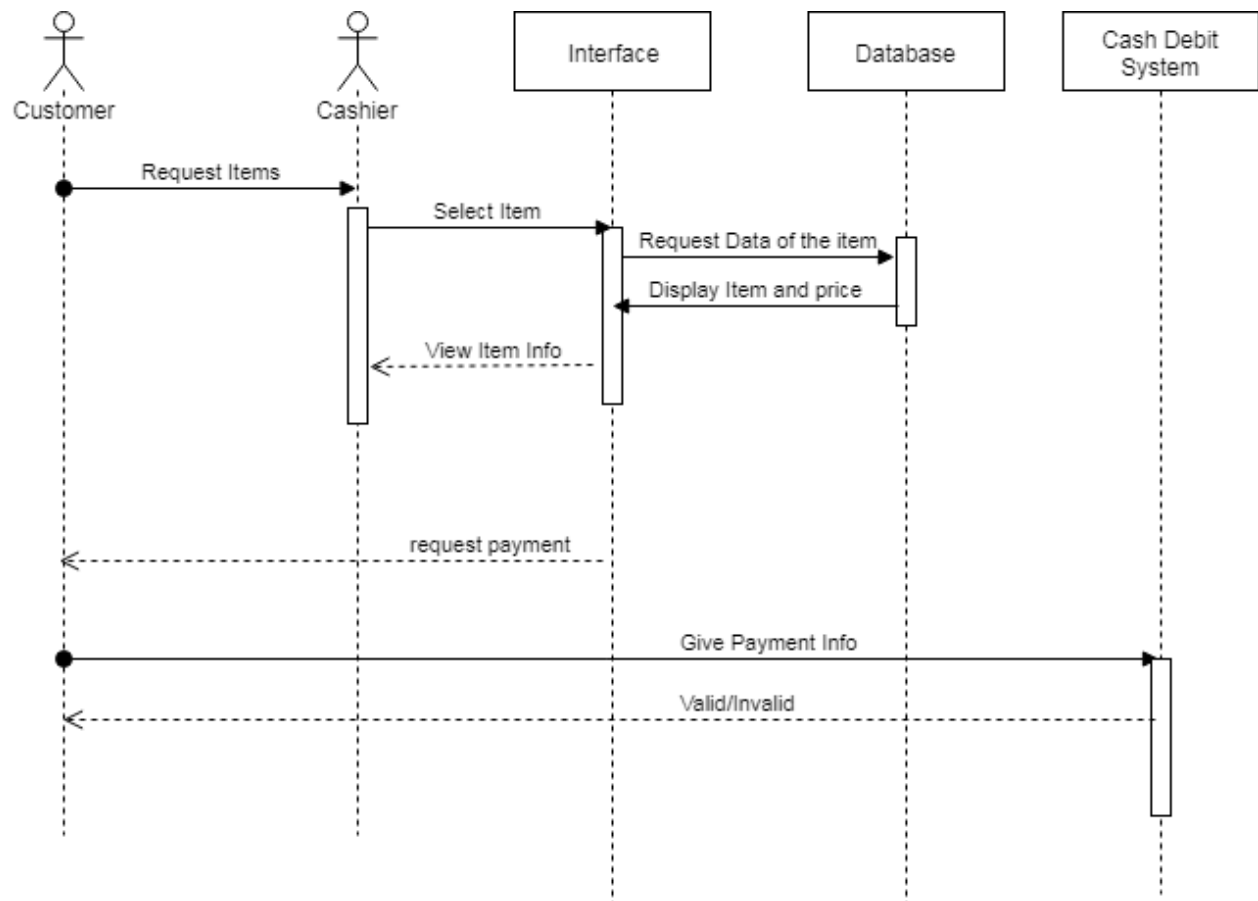 Customer
Cashier
Interface
Database
Cash Debit
System
Request Items
Select Item
Request Data of the item
Display Item and price
View Item Info
request payment
Give Payment Info
Valid/Invalid